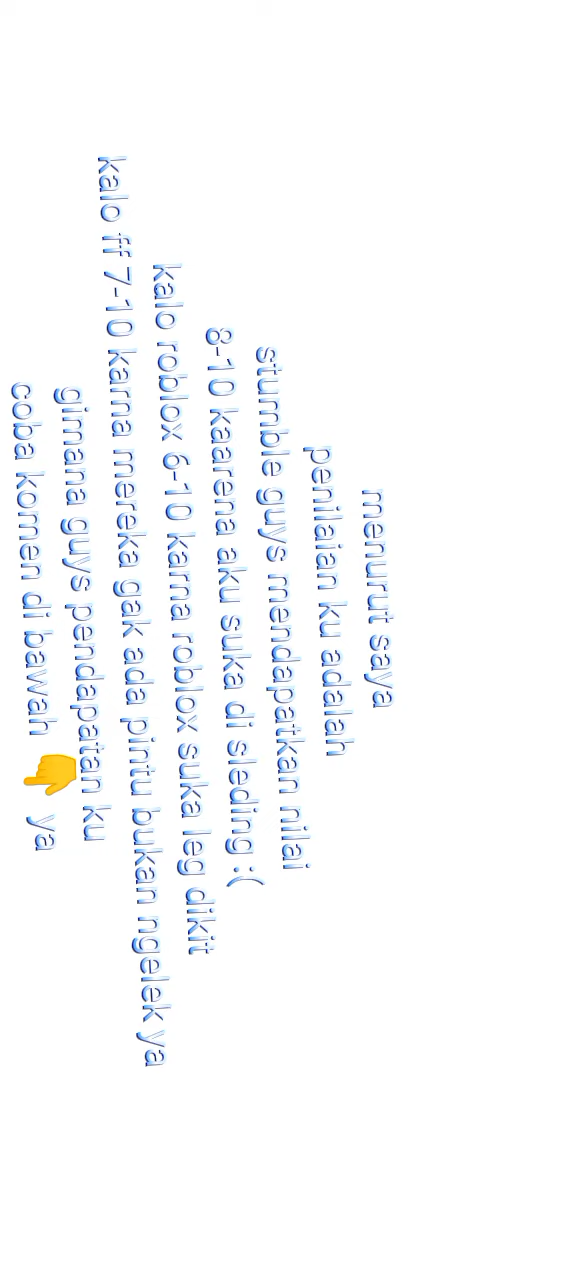 menurut saya
penilaian ku adalah
stumble guys mendapatkan nilai
8-10 kaarena aku suka di sleding :(
kalo roblox 6-10 karna roblox suka leg dikit
kalo ff 7-10 karna mereka gak ada pintu bukan ngelek ya
gimana guys pendapatan ku
coba komen di bawah 👇 ya